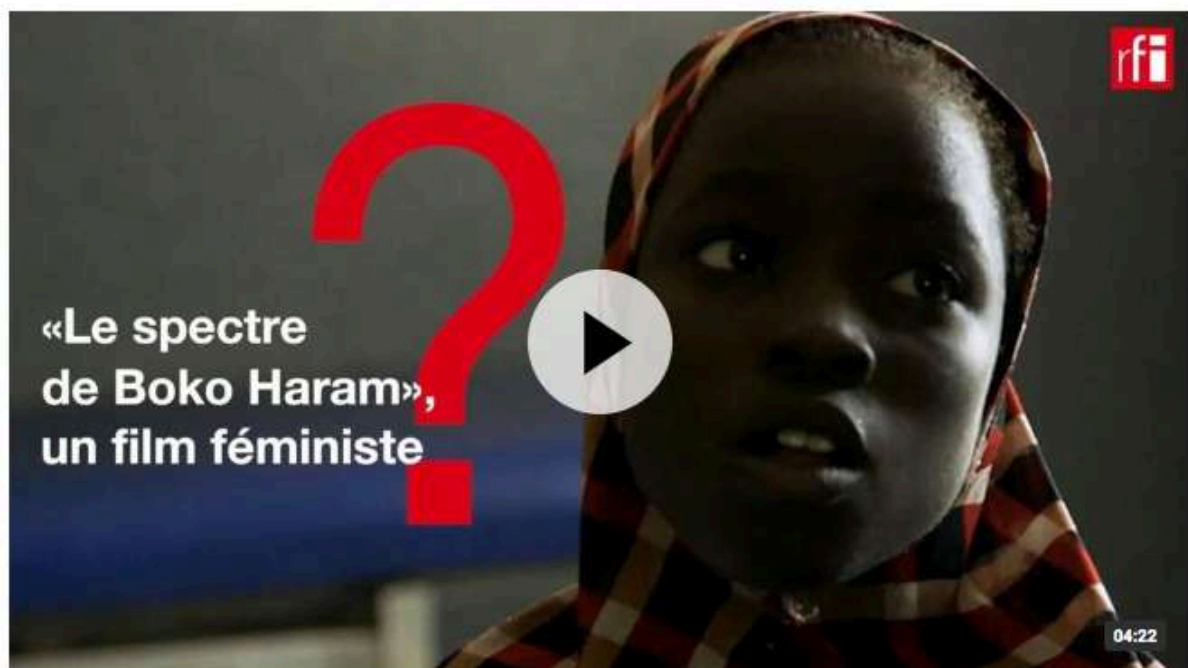 rfi
?
«Le spectre
de Boko Haram»,
un film féministe
04:22